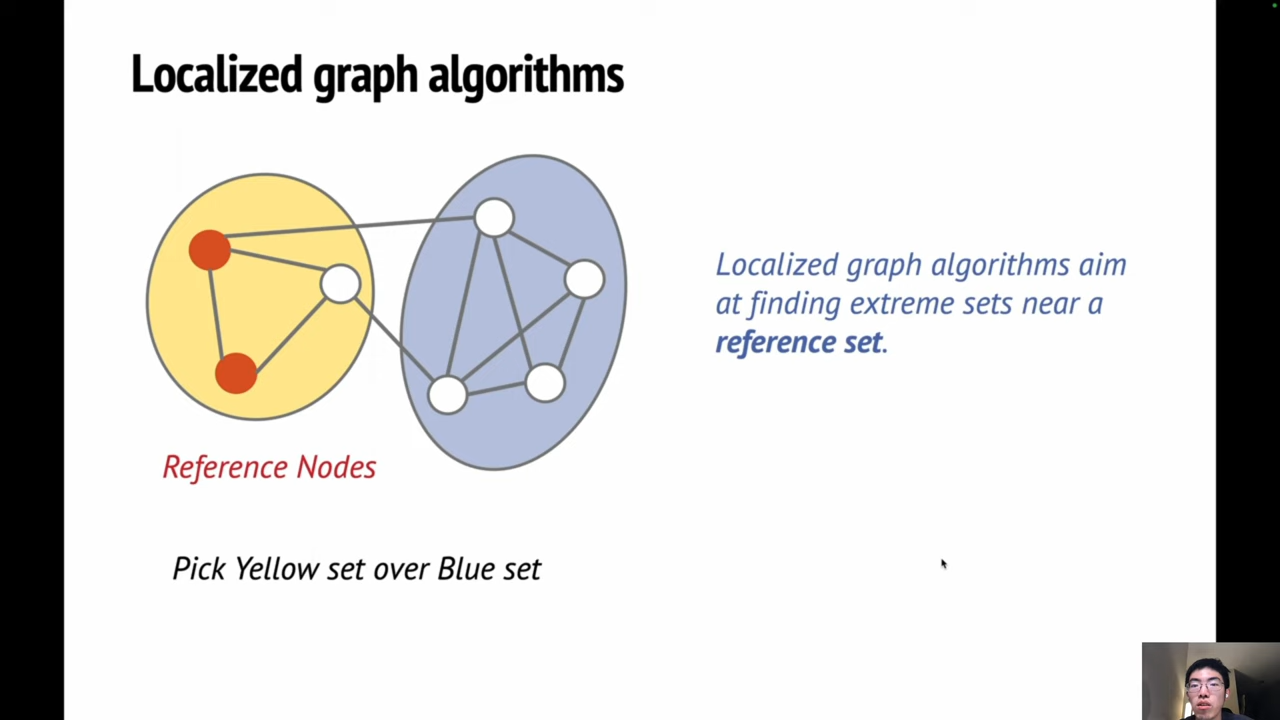 Localized graph algorithms
Localized graph algorithms aim
at finding extreme sets near a
reference set.
Reference Nodes
Pick Yellow set over Blue set